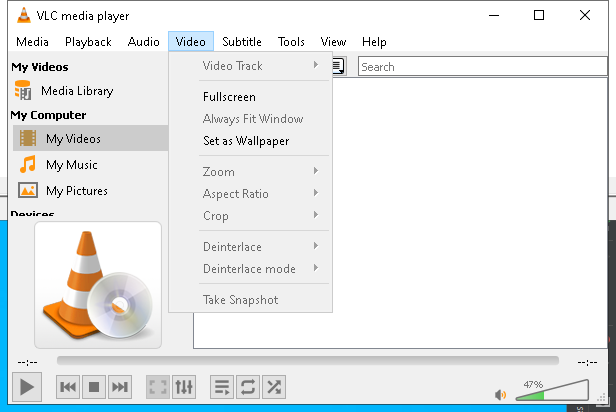 VLC media player
Media Playback Audio Video Subtitle Tools View Help
My Videos
Media Library
My Computer
My Videos
My Music
My Pictures
Devices
Video Track
Fullscreen
Always Fit Window
Set as Wallpaper
Zoom
Aspect Ratio
Crop
Deinterlace
Deinterlace mode
Take Snapshot
Search
--:-- --:--
47%